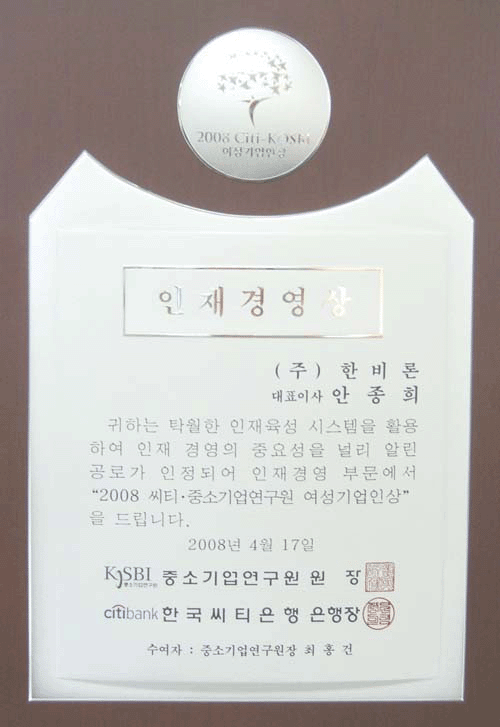 2008 Citi-KOSBI
여성기업인상
인재경영상
(주) 한비론
대표이사 안종희
귀하는 탁월한 인재육성 시스템을 활용
하여 인재 경영의 중요성을 널리 알린
공로가 인정되어 인재경영 부문에서
“2008 씨티·중소기업연구원 여성기업인상”
을 드립니다.
2008년 4월 17일
KOSBI 중소기업연구원 중소기업연구원 원 장
citibank 한국씨티은행 은행장
수여자 : 중소기업연구원장 최 홍 건